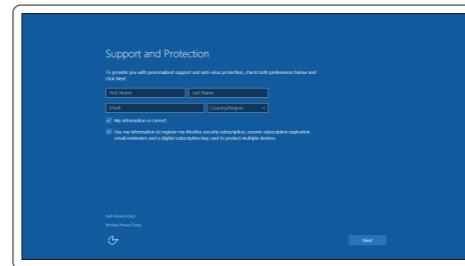 Support and Protection
To provide you with personalized support and anti-virus protection, check both preferences below and
click Next.
First Name
Last Name
Email
Country/Region
My information is correct.
Use my information to register my McAfee security subscription, receive subscription expiration
email reminders and a digital subscription key card to protect multiple devices.
Dell Privacy Policy
McAfee Privacy Policy
Next